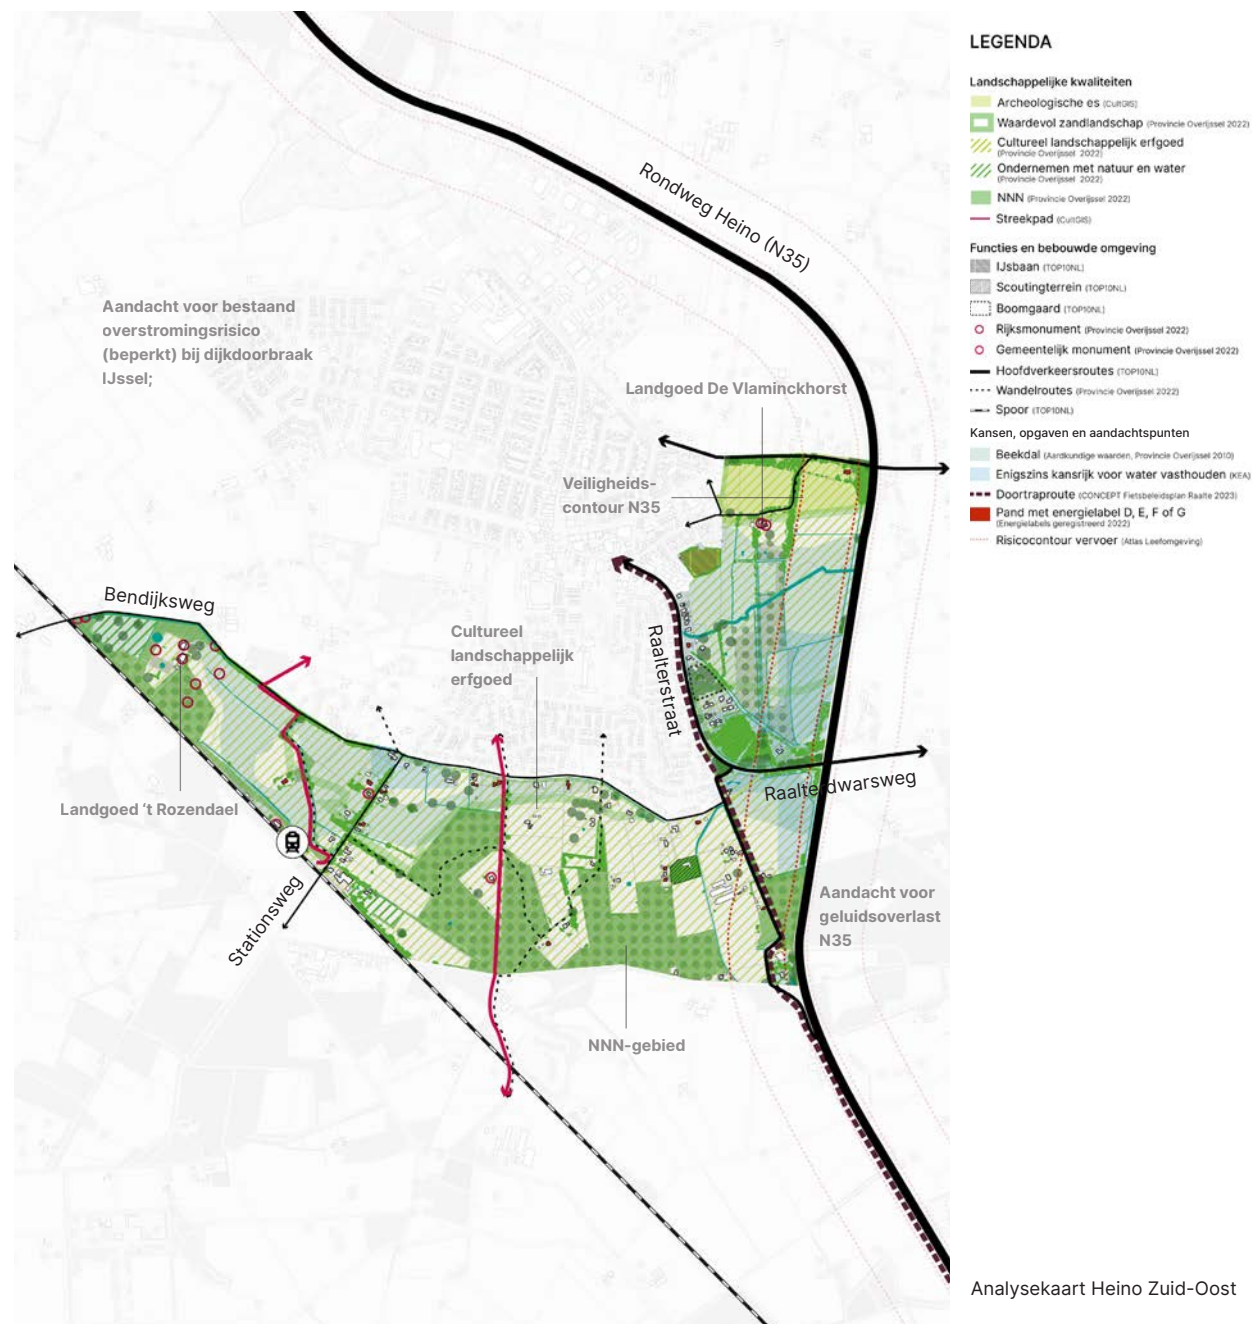 LEGENDA
Landschappelijke kwaliteiten
Archeologische es (CultGIS)
Waardevol zandlandschap (Provincie Overijssel 2022)
Cultureel landschappelijk erfgoed
(Provincie Overijssel 2022)
Ondernemen met natuur en water
(Provincie Overijssel 2022)
NNN (Provincie Overijssel 2022)
Streekpad (CultGIS)
Functies en bebouwde omgeving
IJsbaan (TOP10NL)
Scoutingterrein (TOP10NL)
Boomgaard (TOP10NL)
Rijksmonument (Provincie Overijssel 2022)
Gemeentelijk monument (Provincie Overijssel 2022)
Hoofdverkeersroutes (TOP10NL)
Wandelroutes (Provincie Overijssel 2022)
Spoor (TOP10NL)
Kansen, opgaven en aandachtspunten
Beekdal (Aardkundige waarden, Provincie Overijssel 2010)
Enigszins kansrijk voor water vasthouden (KEA)
Doortraproute (CONCEPT Fietsbeleidsplan Raalte 2023)
Pand met energielabel D, E, F of G
(Energielabels geregistreerd 2022)
Risicocontour vervoer (Atlas Leefomgeving)
Rondweg Heino (N35)
Aandacht voor bestaand
overstromingsrisico
(beperkt) bij dijkdoorbraak
IJssel;
Landgoed De Vlaminckhorst
Veiligheids-
contour N35
Bendijksweg
Cultureel
landschappelijk
erfgoed
Raalterstraat
Raalterdwarsweg
Landgoed ‘t Rozendael
Stationsweg
Aandacht voor
geluidsoverlast
N35
NNN-gebied
Analysekaart Heino Zuid-Oost